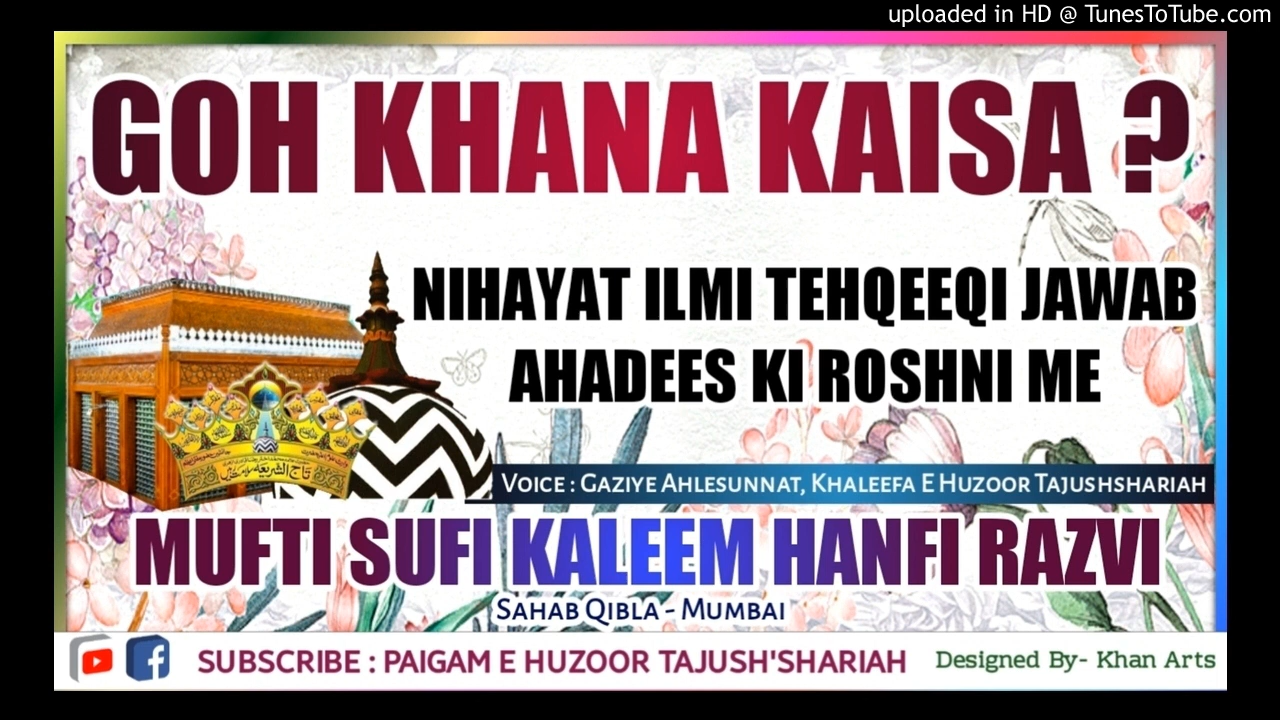 uploaded in HD @ TunesToTube.com
GOH KHANA KAISA ?
NIHAYAT ILMI TEHQEEQI JAWAB
AHADEES KI ROSHNI ME
تاج الشریعہ
VOICE : GAZIYE AHLESUNNAT, KHALEEFA E HUZOOR TAJUSHSHARIAH
MUFTI SUFI KALEEM HANFI RAZVI
SAHAB QIBLA - MUMBAI
SUBSCRIBE : PAIGAM E HUZOOR TAJUSH'SHARIAH
Designed By- Khan Arts